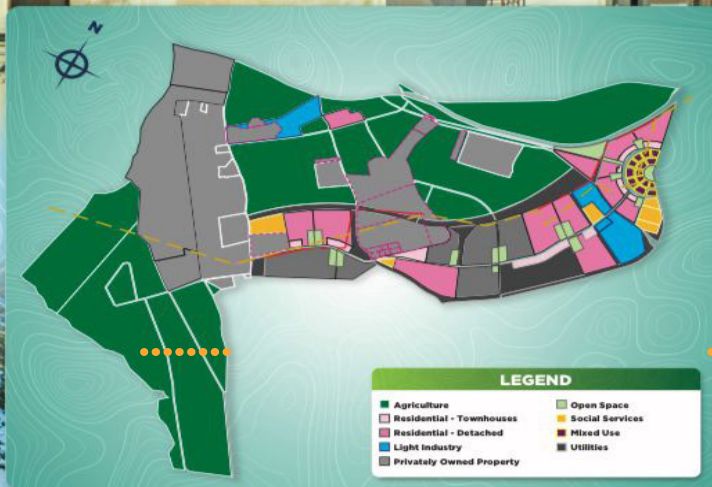 N
LEGEND
Agriculture
Residential - Townhouses
Residential - Detached
Light Industry
Privately Owned Property
Open Space
Social Services
Mixed Use
Utilities